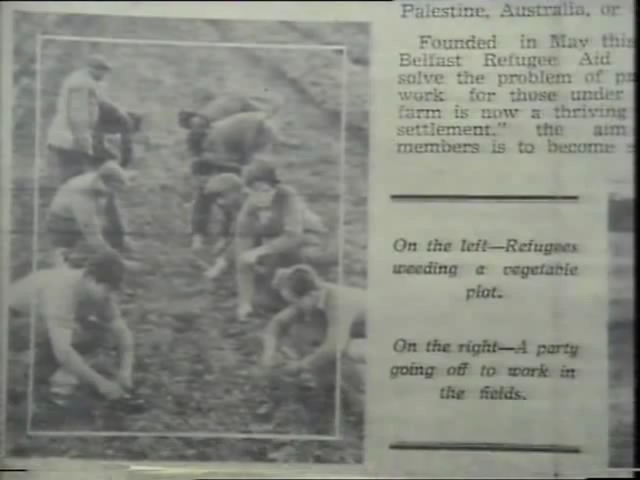 Palestine, Australia, or
Founded in May this
Belfast Refugee Aid
solve the problem of
work for those under
farm is now a thriving
settlement." the aim
members is to become
On the left—Refugees
weeding a vegetable
plot.
On the right—A party
going off to work in
the fields.